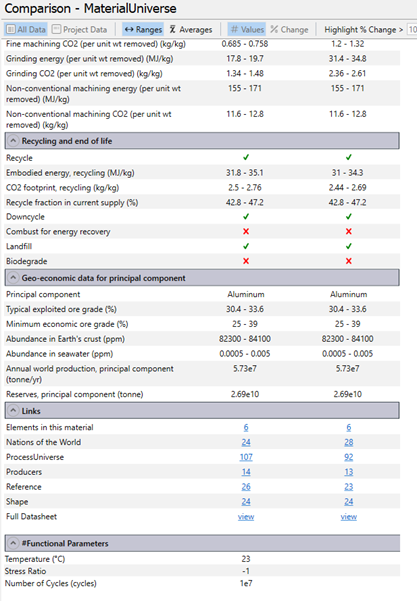 Comparison - MaterialUniverse
All Data Project Data Ranges Averages Values Change Highlight % Change > 10
Fine machining CO2 (per unit wt removed) (kg/kg) 0.685 - 0.758 1.2 - 1.32
Grinding energy (per unit wt removed) (MJ/kg) 17.8 - 19.7 31.4 - 34.8
Grinding CO2 (per unit wt removed) (kg/kg) 1.34 - 1.48 2.36 - 2.61
Non-conventional machining energy (per unit wt 155 - 171 155 - 171
removed) (MJ/kg)
Non-conventional machining CO2 (per unit wt 11.6 - 12.8 11.6 - 12.8
removed) (kg/kg)
Recycling and end of life
Recycle ✓ ✓
Embodied energy, recycling (MJ/kg) 31.8 - 35.1 31 - 34.3
CO2 footprint, recycling (kg/kg) 2.5 - 2.76 2.44 - 2.69
Recycle fraction in current supply (%) 42.8 - 47.2 42.8 - 47.2
Downcycle ✓ ✓
Combust for energy recovery ✗ ✗
Landfill ✓ ✓
Biodegrade ✗ ✗
Geo-economic data for principal component
Principal component Aluminum Aluminum
Typical exploited ore grade (%) 30.4 - 33.6 30.4 - 33.6
Minimum economic ore grade (%) 25 - 39 25 - 39
Abundance in Earth's crust (ppm) 82300 - 84100 82300 - 84100
Abundance in seawater (ppm) 0.0005 - 0.005 0.0005 - 0.005
Annual world production, principal component 5.73e7 5.73e7
(tonne/yr)
Reserves, principal component (tonne) 2.69e10 2.69e10
Links
Elements in this material 6 6
Nations of the World 24 28
ProcessUniverse 107 92
Producers 14 13
Reference 26 23
Shape 24 24
Full Datasheet view view
#Functional Parameters
Temperature (°C) 23
Stress Ratio -1
Number of Cycles (cycles) 1e7